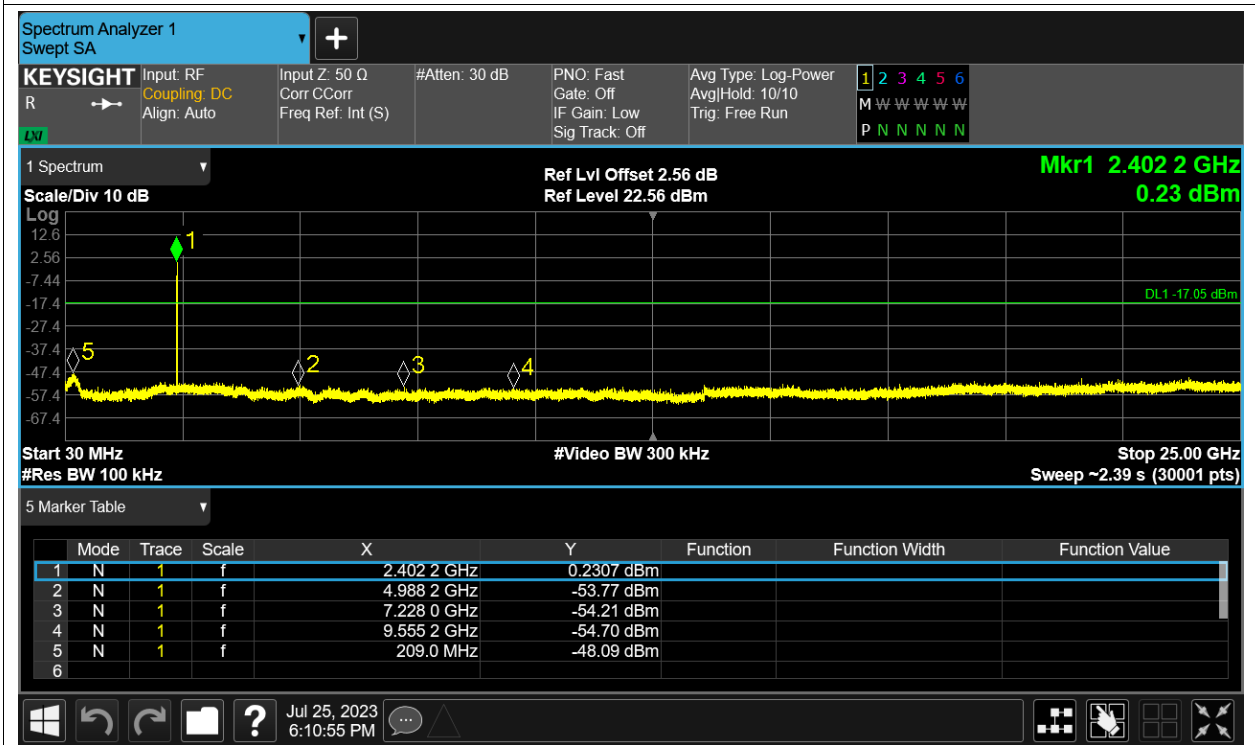 Spectrum Analyzer 1
Swept SA
+
KEYSIGHT Input: RF Input Z: 50 Ω #Atten: 30 dB PNO: Fast Avg Type: Log-Power 1 2 3 4 5 6
R Coupling: DC Corr CCorr Gate: Off Avg|Hold: 10/10 M W W W W W
Align: Auto Freq Ref: Int (S) IF Gain: Low Trig: Free Run
LXI Sig Track: Off P N N N N N
1 Spectrum Ref Lvl Offset 2.56 dB Mkr1 2.402 2 GHz
Scale/Div 10 dB Ref Level 22.56 dBm 0.23 dBm
Log
12.6 1
2.56
-7.44
-17.4 DL1 -17.05 dBm
-27.4
-37.4 5
-47.4 2 3 4
-57.4
-67.4
Start 30 MHz #Video BW 300 kHz Stop 25.00 GHz
#Res BW 100 kHz Sweep ~2.39 s (30001 pts)
5 Marker Table
Mode Trace Scale X Y Function Function Width Function Value
1 N 1 f 2.402 2 GHz 0.2307 dBm
2 N 1 f 4.988 2 GHz -53.77 dBm
3 N 1 f 7.228 0 GHz -54.21 dBm
4 N 1 f 9.555 2 GHz -54.70 dBm
5 N 1 f 209.0 MHz -48.09 dBm
6
? Jul 25, 2023
6:10:55 PM